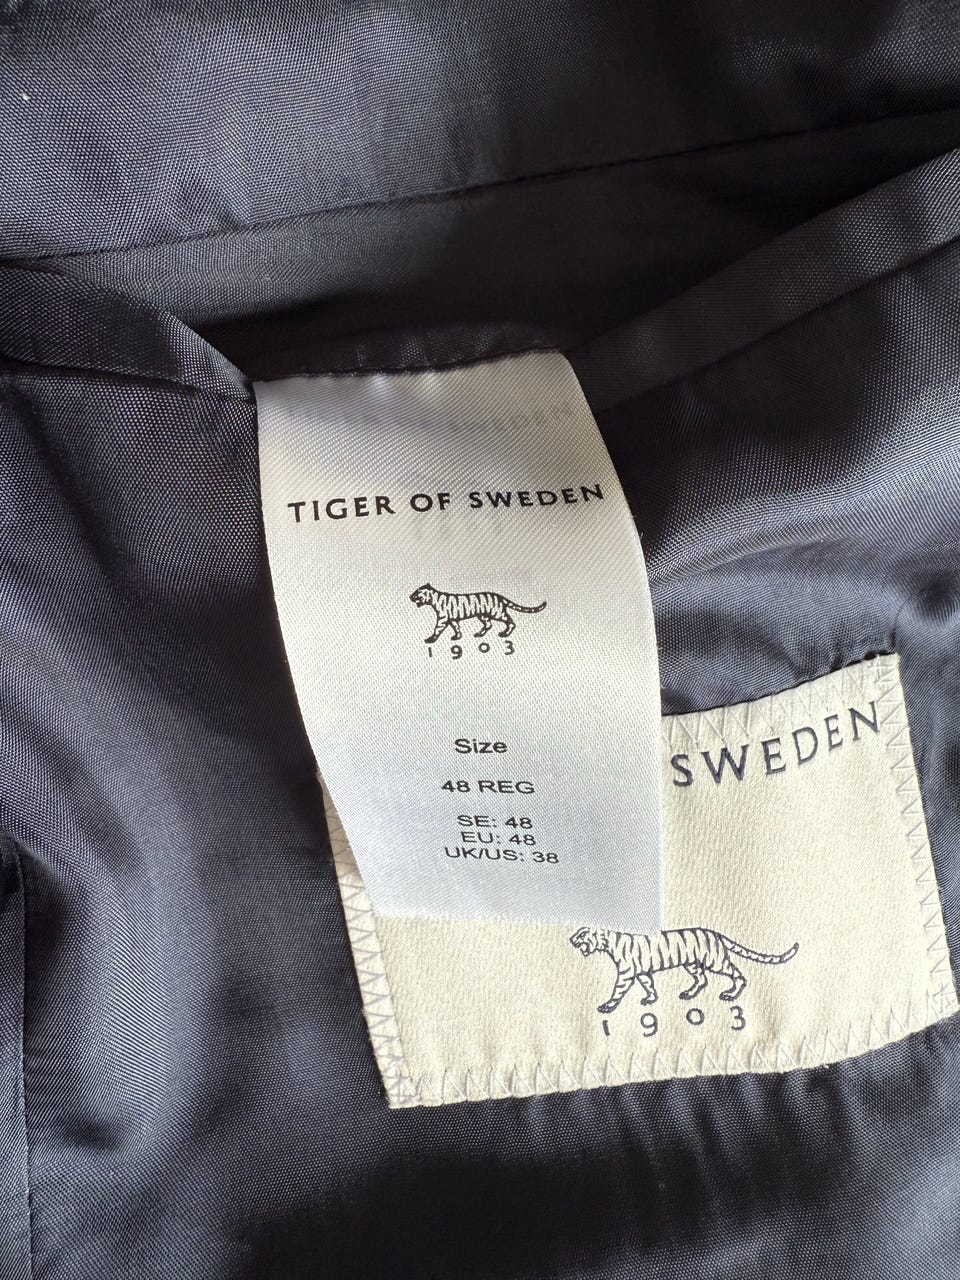 TIGER OF SWEDEN
1903
Size
48 REG
SE: 48
EU: 48
UK/US: 38
SWEDEN
1903